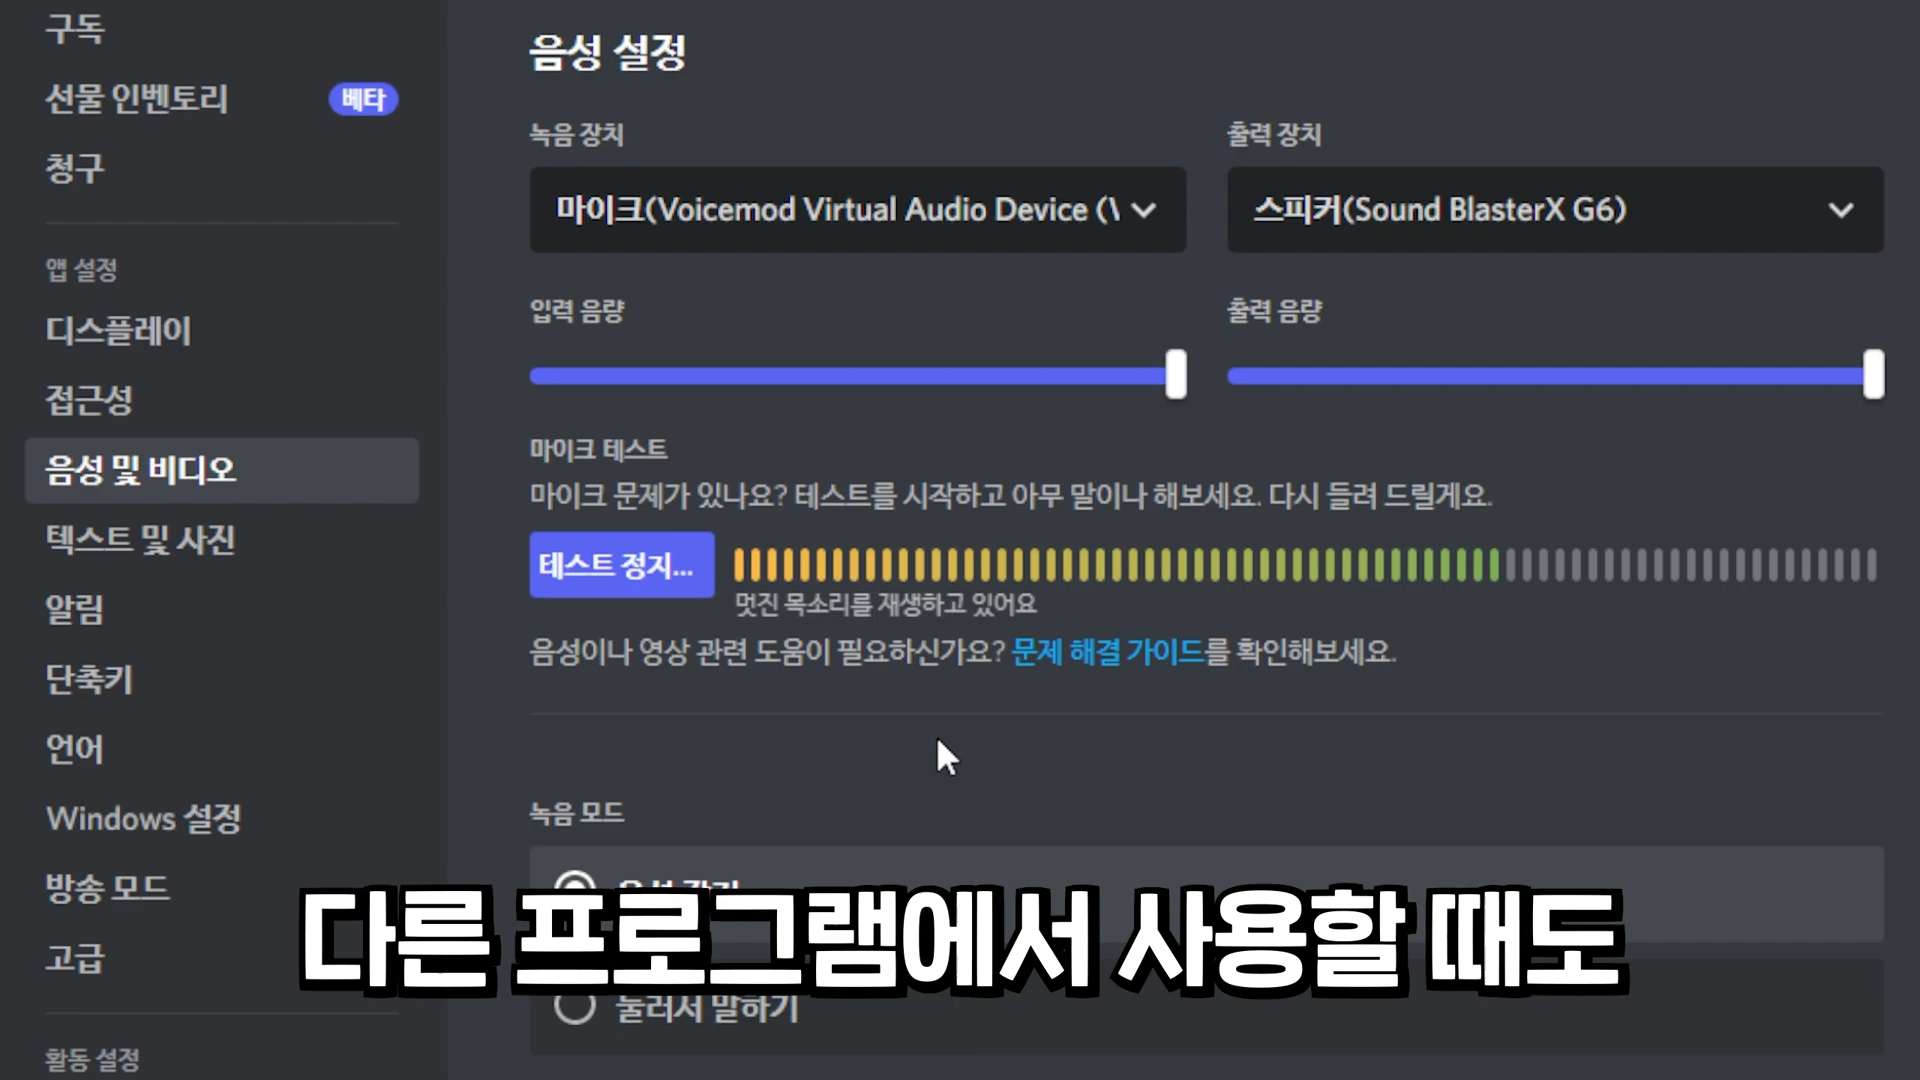 구독
선물 인벤토리 베타
청구
앱 설정
디스플레이
접근성
음성 및 비디오
텍스트 및 사진
알림
단축키
언어
Windows 설정
방송 모드
고급
활동 설정
음성 설정
녹음 장치
마이크(Voicemod Virtual Audio Device (\
출력 장치
스피커(Sound BlasterX G6)
입력 음량
출력 음량
마이크 테스트
마이크 문제가 있나요? 테스트를 시작하고 아무 말이나 해보세요. 다시 들려 드릴게요.
테스트 정지...
멋진 목소리를 재생하고 있어요
음성이나 영상 관련 도움이 필요하신가요? 문제 해결 가이드를 확인해보세요.
녹음 모드
다른 프로그램에서 사용할 때도
눌러서 말하기